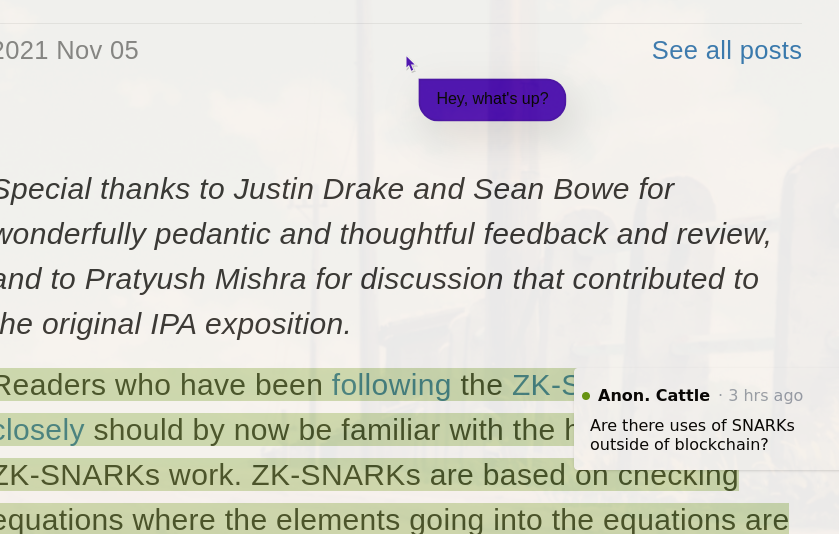 2021 Nov 05
See all posts
Hey, what's up?
Special thanks to Justin Drake and Sean Bowe for
wonderfully pedantic and thoughtful feedback and review,
and to Pratyush Mishra for discussion that contributed to
the original IPA exposition.
Readers who have been following the ZK-S
closely should by now be familiar with the h
ZK-SNARKs work. ZK-SNARKs are based on checking
equations where the elements going into the equations are
Anon. Cattle · 3 hrs ago
Are there uses of SNARKs
outside of blockchain?